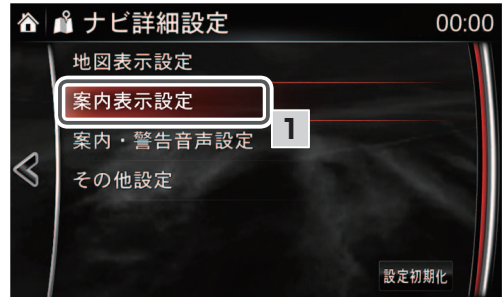 ナビ詳細設定 00:00
地図表示設定
案内表示設定
1
案内・警告音声設定
その他設定
設定初期化